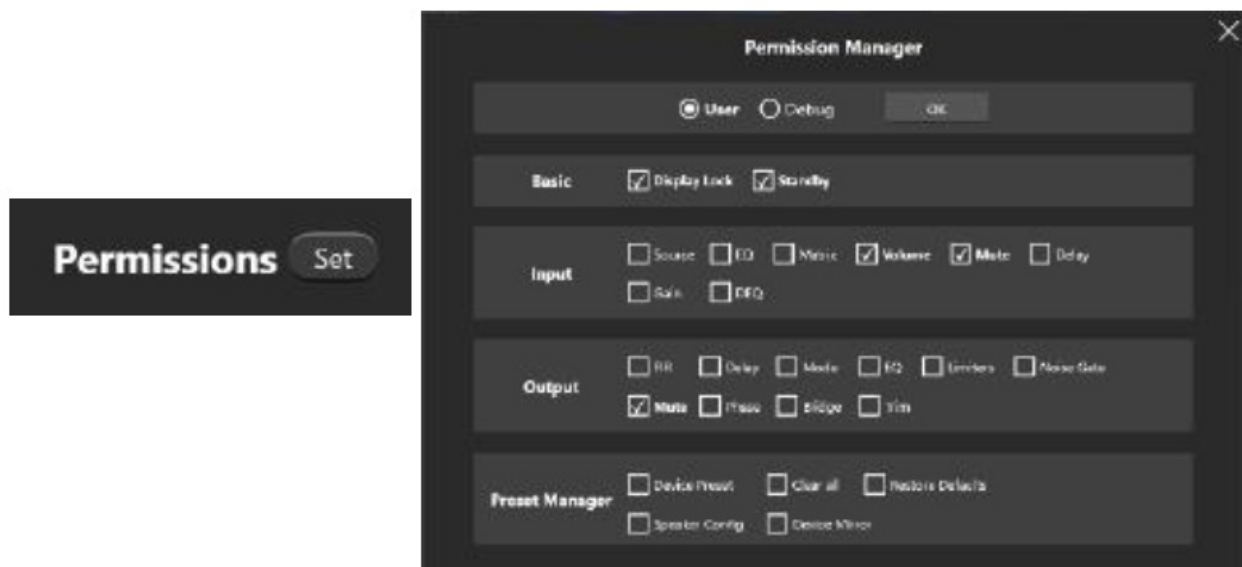 Permissions Set
Permission Manager
User Debug OK
Basic Display Lock Standby
Input Source EQ Matrix Volume Mute Delay
Gain DEQ
Output FIR Delay Mode EQ Limiters Noise Gate
Mute Phase Bridge Trim
Preset Manager Device Preset Clear all Restore Defaults
Speaker Config Device Mirror